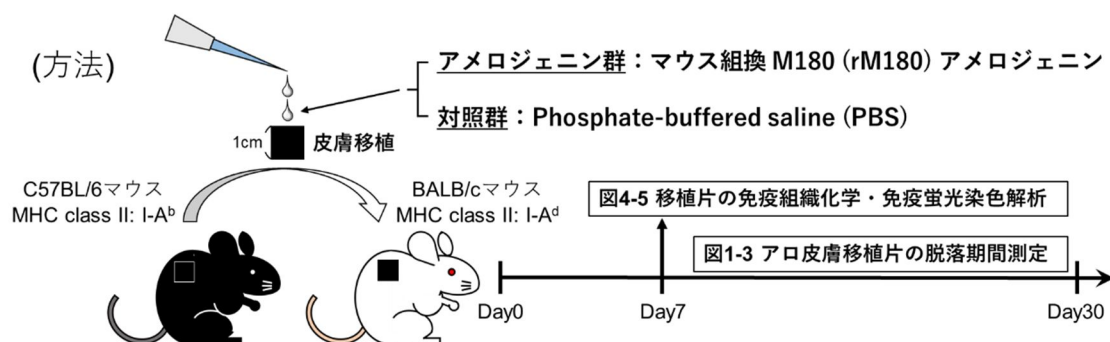 (方法)
アメロジェニン群：マウス組換 M180 (rM180) アメロジェニン
対照群：Phosphate-buffered saline (PBS)
1cm
皮膚移植
C57BL/6マウス
MHC class II: I-Aᵇ
BALB/cマウス
MHC class II: I-Aᵈ
図4-5 移植片の免疫組織化学・免疫蛍光染色解析
図1-3 アロ皮膚移植片の脱落期間測定
Day0
Day7
Day30